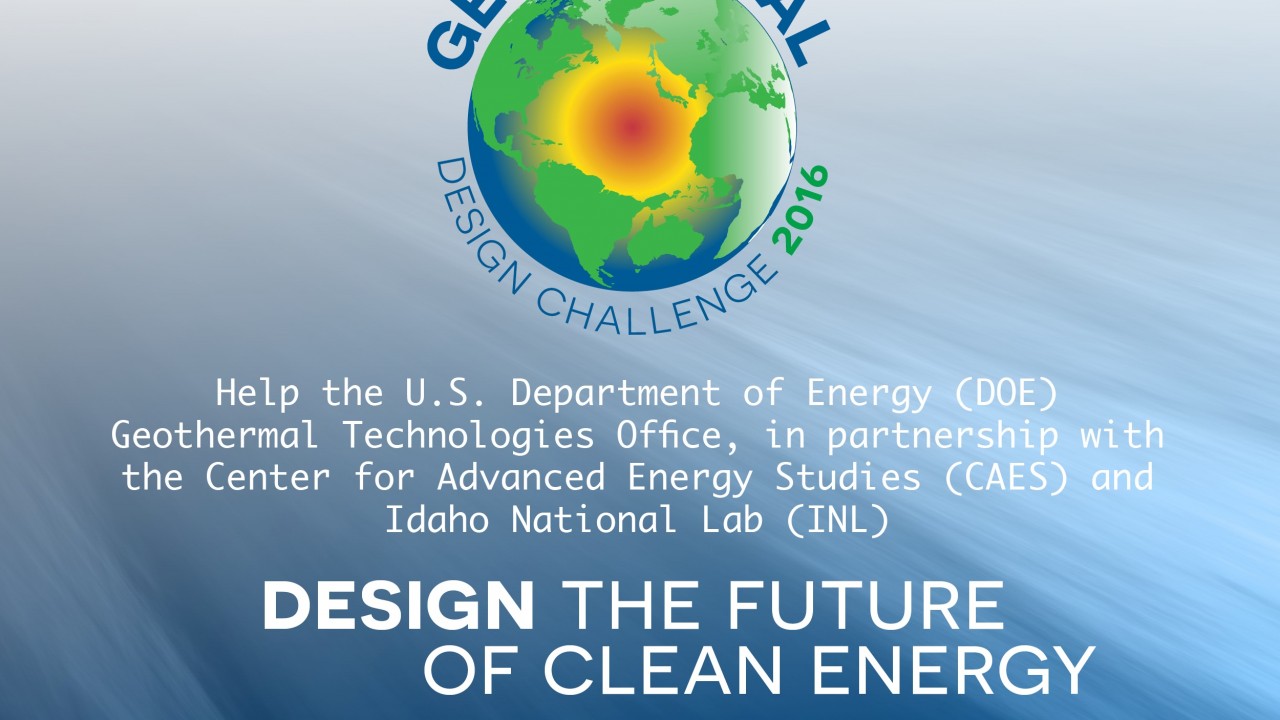 DESIGN CHALLENGE 2016
Help the U.S. Department of Energy (DOE)
Geothermal Technologies Office, in partnership with
the Center for Advanced Energy Studies (CAES) and
Idaho National Lab (INL)
DESIGN THE FUTURE
OF CLEAN ENERGY